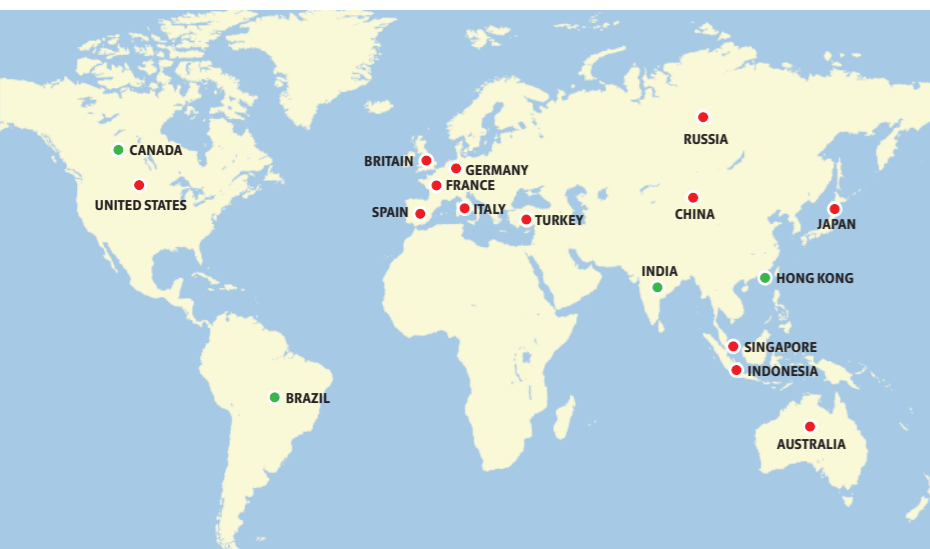 RUSSIA
CANADA
BRITAIN
GERMANY
FRANCE
UNITED STATES
SPAIN
ITALY
TURKEY
CHINA
JAPAN
INDIA
HONG KONG
SINGAPORE
INDONESIA
BRAZIL
AUSTRALIA